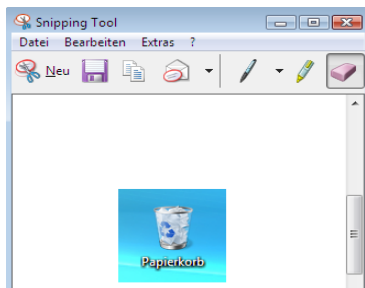 Snipping Tool
Datei Bearbeiten Extras ?
Neu
Papierkorb